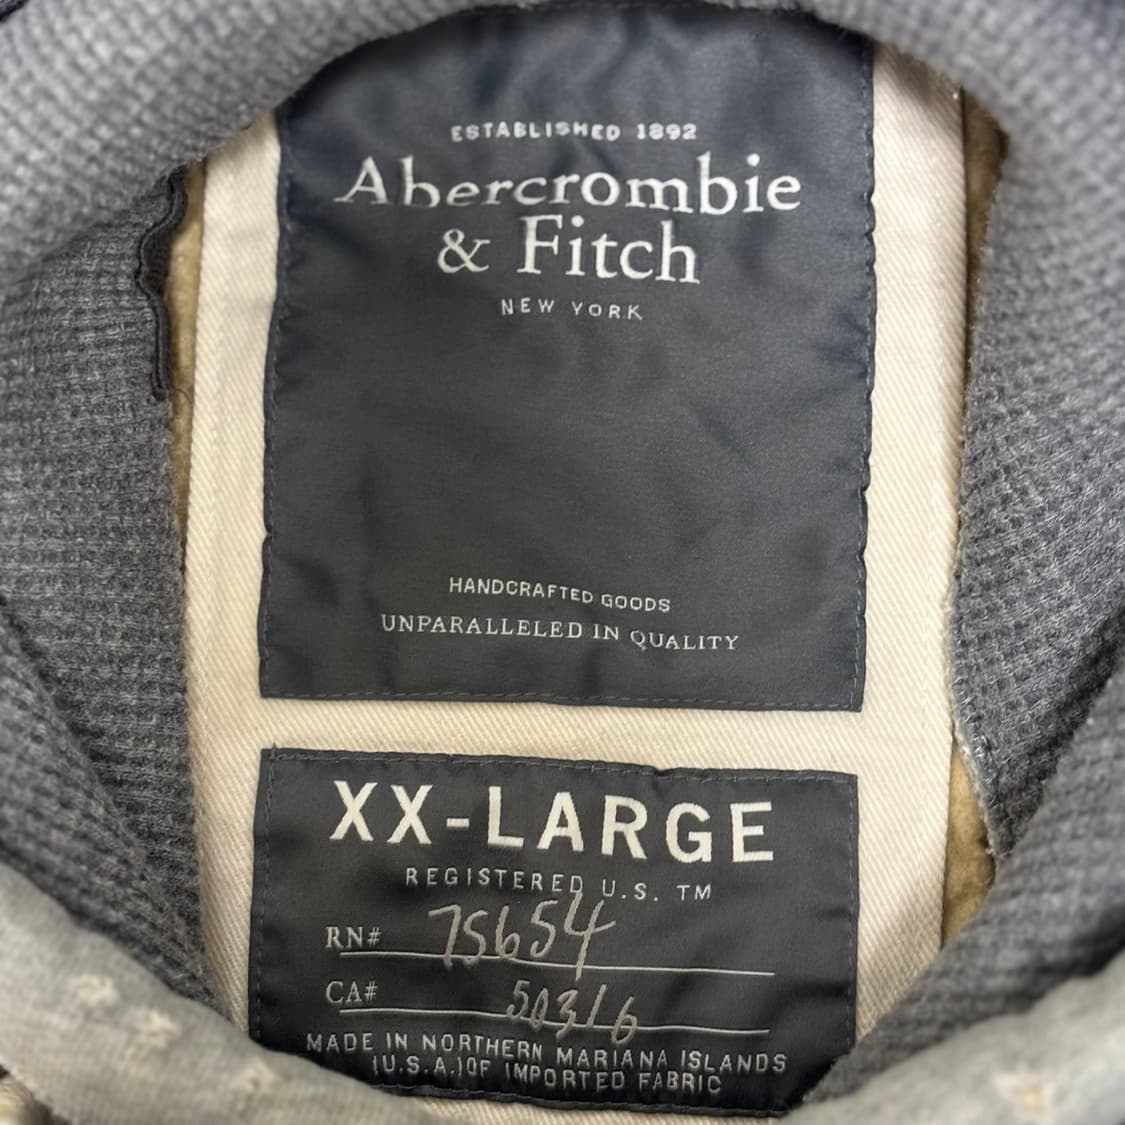 ESTABLISHED 1892
Abercrombie
& Fitch
NEW YORK
HANDCRAFTED GOODS
UNPARALLELED IN QUALITY
XX-LARGE
REGISTERED U.S. TM
RN# 75654
CA# 50316
MADE IN NORTHERN MARIANA ISLANDS
(U.S.A.)OF IMPORTED FABRIC